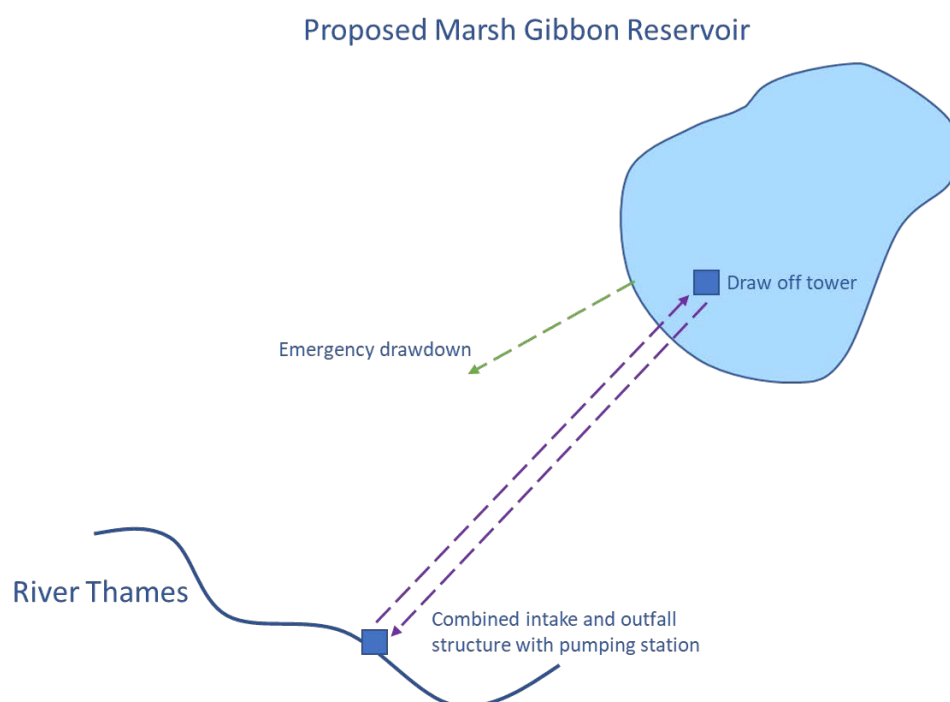 Proposed Marsh Gibbon Reservoir
Draw off tower
Emergency drawdown
River Thames
Combined intake and outfall
structure with pumping station